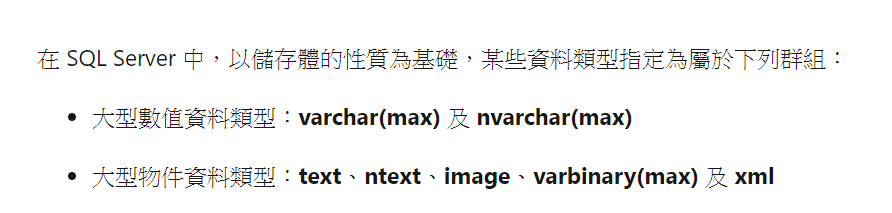 在 SQL Server 中，以儲存體的性質為基礎，某些資料類型指定為屬於下列群組：
• 大型數值資料類型：varchar(max) 及 nvarchar(max)
• 大型物件資料類型：text、ntext、image、varbinary(max) 及 xml